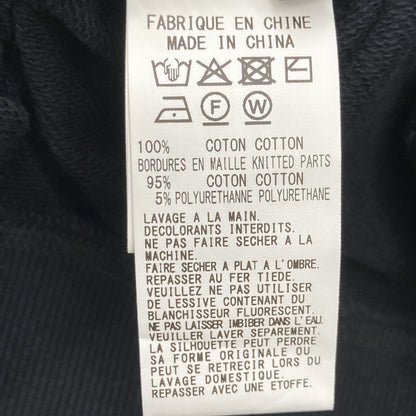 FABRIQUE EN CHINE
MADE IN CHINA
F W
100% COTON COTTON
BORDURES EN MAILLE KNITTED PARTS
95% COTON COTTON
5% POLYURETHANNE POLYURETHANE
LAVAGE A LA MAIN.
DECOLORANTS INTERDITS.
NE PAS FAIRE SECHER A LA
MACHINE.
FAIRE SECHER A PLAT A L'OMBRE.
REPASSER AU FER TIEDE.
VEUILLEZ NE PAS UTILISER
DE LESSIVE CONTENANT DU
BLANCHISSEUR FLUORESCENT.
NE PAS LAISSER IMBIBER DANS L'EAU.
VEUILLER LAVER SEPAREMENT.
LA SILHOUETTE PEUT PERDRE
SA FORME ORIGINALE OU
PEUT SE RETRECIR LORS DU
LAVAGE DOMESTIQUE.
REPASSER AVEC UNE ETOFFE.